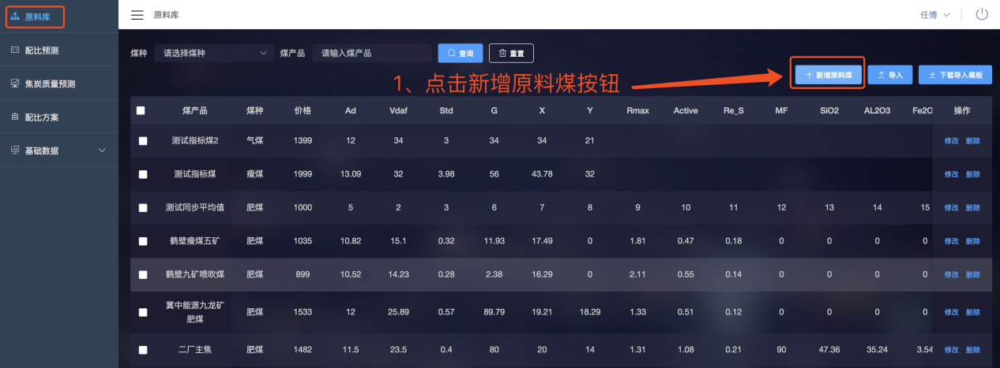 原料库
配比预测
焦炭质量预测
配比方案
基础数据
原料库
任博
煤种 请选择煤种 煤产品 请输入煤产品 查询 重置
1、点击新增原料煤按钮
新增原料煤 导入 下载导入模板
煤产品 煤种 价格 Ad Vdaf Std G X Y Rmax Active Re_S MF SiO2 AL2O3 Fe2O 操作
测试指标煤2 气煤 1399 12 34 3 34 34 21 修改 删除
测试指标煤 瘦煤 1999 13.09 32 3.98 56 43.78 32 修改 删除
测试同步平均值 肥煤 1000 5 2 3 6 7 8 9 10 11 12 13 14 15 修改 删除
鹤壁瘦煤五矿 肥煤 1035 10.82 15.1 0.32 11.93 17.49 0 1.81 0.47 0.18 0 0 0 0 修改 删除
鹤壁九矿喷吹煤 肥煤 899 10.52 14.23 0.28 2.38 16.29 0 2.11 0.55 0.14 0 0 0 0 修改 删除
冀中能源九龙矿
肥煤 肥煤 1533 12 25.89 0.57 89.79 19.21 18.29 1.33 0.51 0.12 0 0 0 0 修改 删除
二厂主焦 肥煤 1482 11.5 23.5 0.4 80 20 14 1.31 1.08 0.21 90 47.36 35.24 3.54 修改 删除